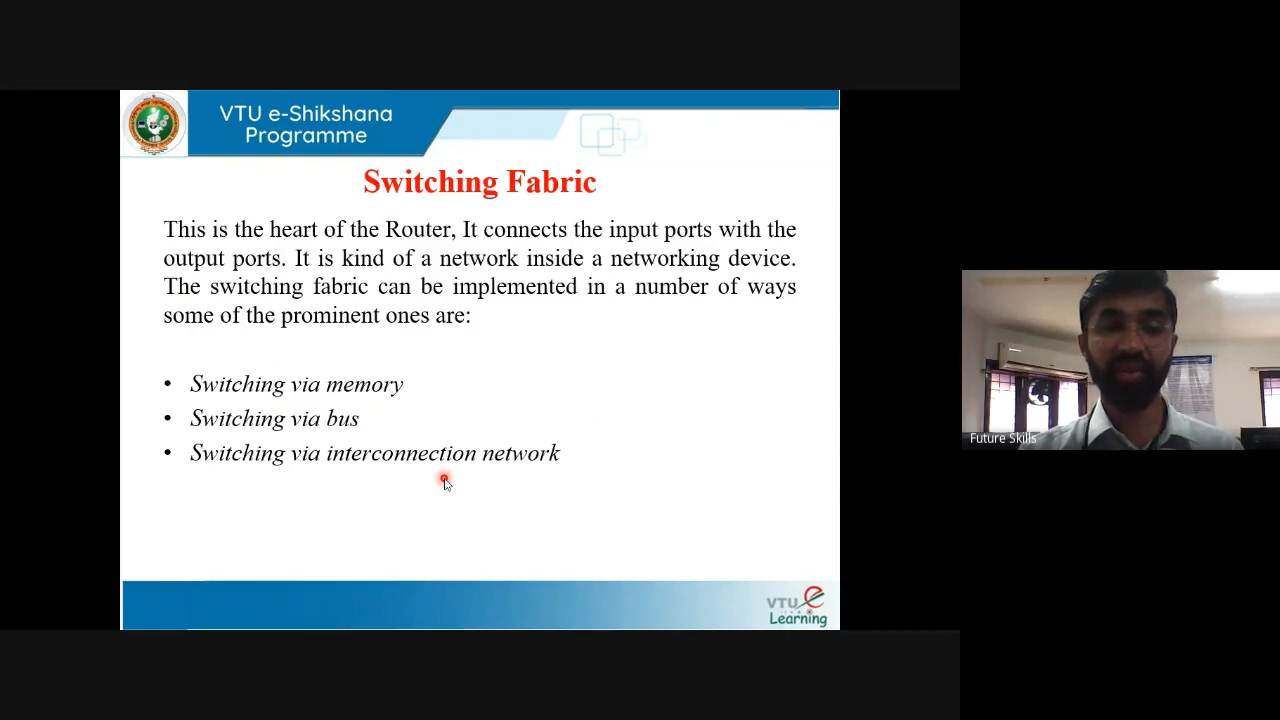 VTU e-Shikshana
Programme
Switching Fabric
This is the heart of the Router, It connects the input ports with the
output ports. It is kind of a network inside a networking device.
The switching fabric can be implemented in a number of ways
some of the prominent ones are:
• Switching via memory
• Switching via bus
• Switching via interconnection network
Future Skills
VTU e
Learning